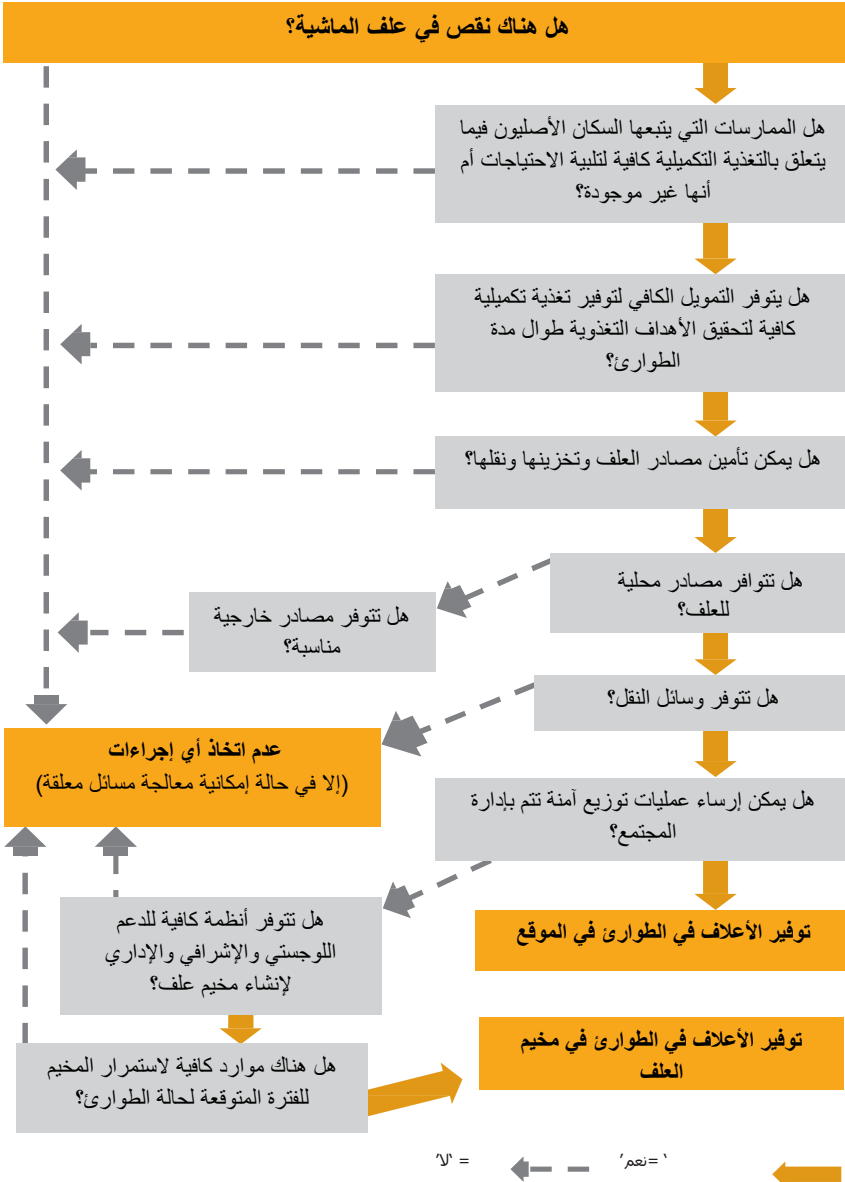 هل هناك نقص في علف الماشية؟
هل الممارسات التي يتبعها السكان الأصليون فيما
يتعلق بالتغذية التكميلية كافية لتلبية الاحتياجات أم
أنها غير موجودة؟
هل يتوفر التمويل الكافي لتوفير تغذية تكميلية
كافية لتحقيق الأهداف التغذوية طوال مدة
الطوارئ؟
هل يمكن تأمين مصادر العلف وتخزينها ونقلها؟
هل تتوافر مصادر محلية
للعلف؟
هل تتوفر مصادر خارجية
مناسبة؟
هل تتوفر وسائل النقل؟
عدم اتخاذ أي إجراءات
(إلا في حالة إمكانية معالجة مسائل معلقة)
هل يمكن إرساء عمليات توزيع آمنة تتم بإدارة
المجتمع؟
هل تتوفر أنظمة كافية للدعم
اللوجستي والإشرافي والإداري
لإنشاء مخيم علف؟
توفير الأعلاف في الطوارئ في الموقع
توفير الأعلاف في الطوارئ في مخيم
العلف
هل هناك موارد كافية لاستمرار المخيم
للفترة المتوقعة لحالة الطوارئ؟
‘ =نعم’
= ‘لا’